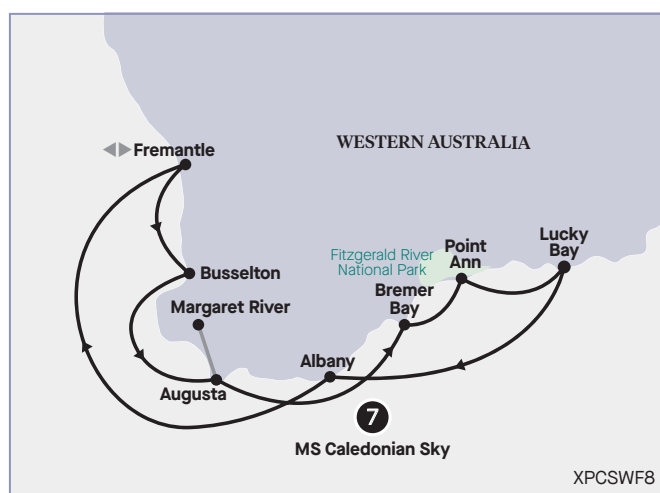 WESTERN AUSTRALIA
Fremantle
Lucky
Bay
Point
Ann
Fitzgerald River
National Park
Busselton
Bremer
Bay
Margaret River
Albany
Augusta
7
MS Caledonian Sky
XPCSWF8